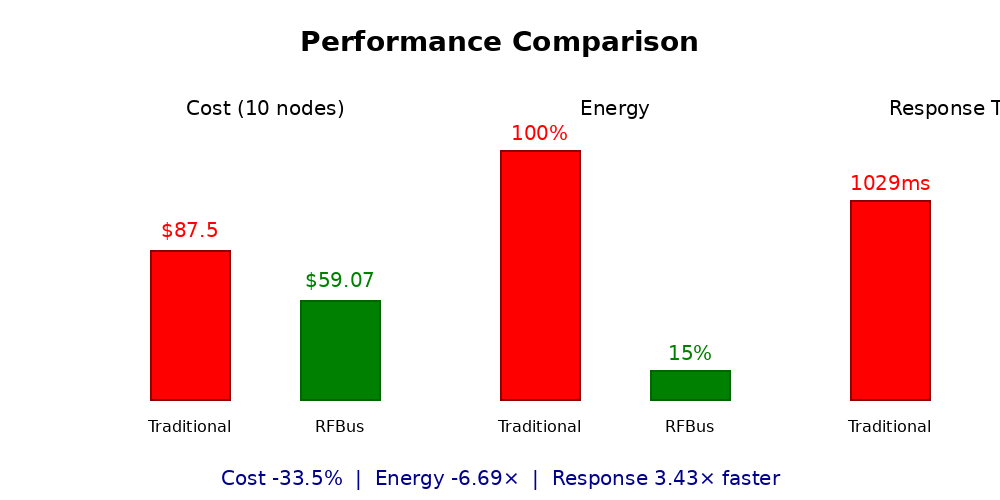 Performance Comparison
Cost (10 nodes) Energy Response T
100%
1029ms
$87.5
$59.07
15%
Traditional RFBus Traditional RFBus Traditional
Cost -33.5% | Energy -6.69× | Response 3.43× faster